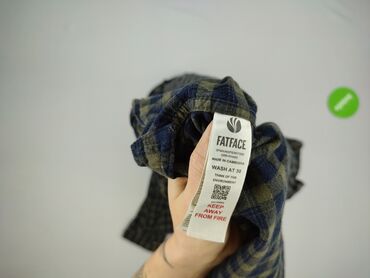 FATFACE
MADE IN CAMBODIA
WASH AT 30
THINK OF THE
ENVIRONMENT
KEEP
AWAY
FROM FIRE